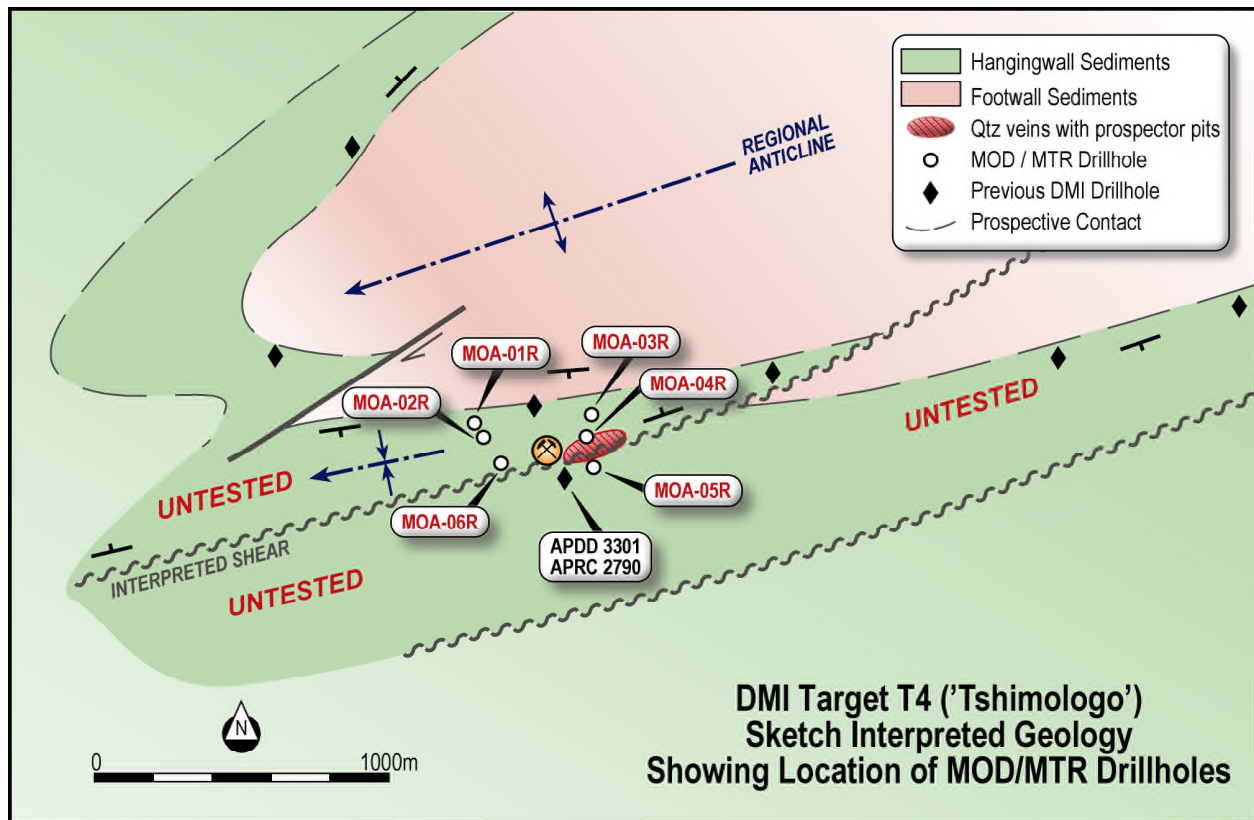 Hangingwall Sediments
Footwall Sediments
Qtz veins with prospector pits
MOD / MTR Drillhole
Previous DMI Drillhole
Prospective Contact
REGIONAL
ANTICLINE
MOA-01R
MOA-03R
MOA-04R
MOA-02R
UNTESTED
UNTESTED
MOA-05R
MOA-06R
INTERPRETED SHEAR
APDD 3301
APRC 2790
UNTESTED
N
0 1000m
DMI Target T4 ('Tshimologo')
Sketch Interpreted Geology
Showing Location of MOD/MTR Drillholes